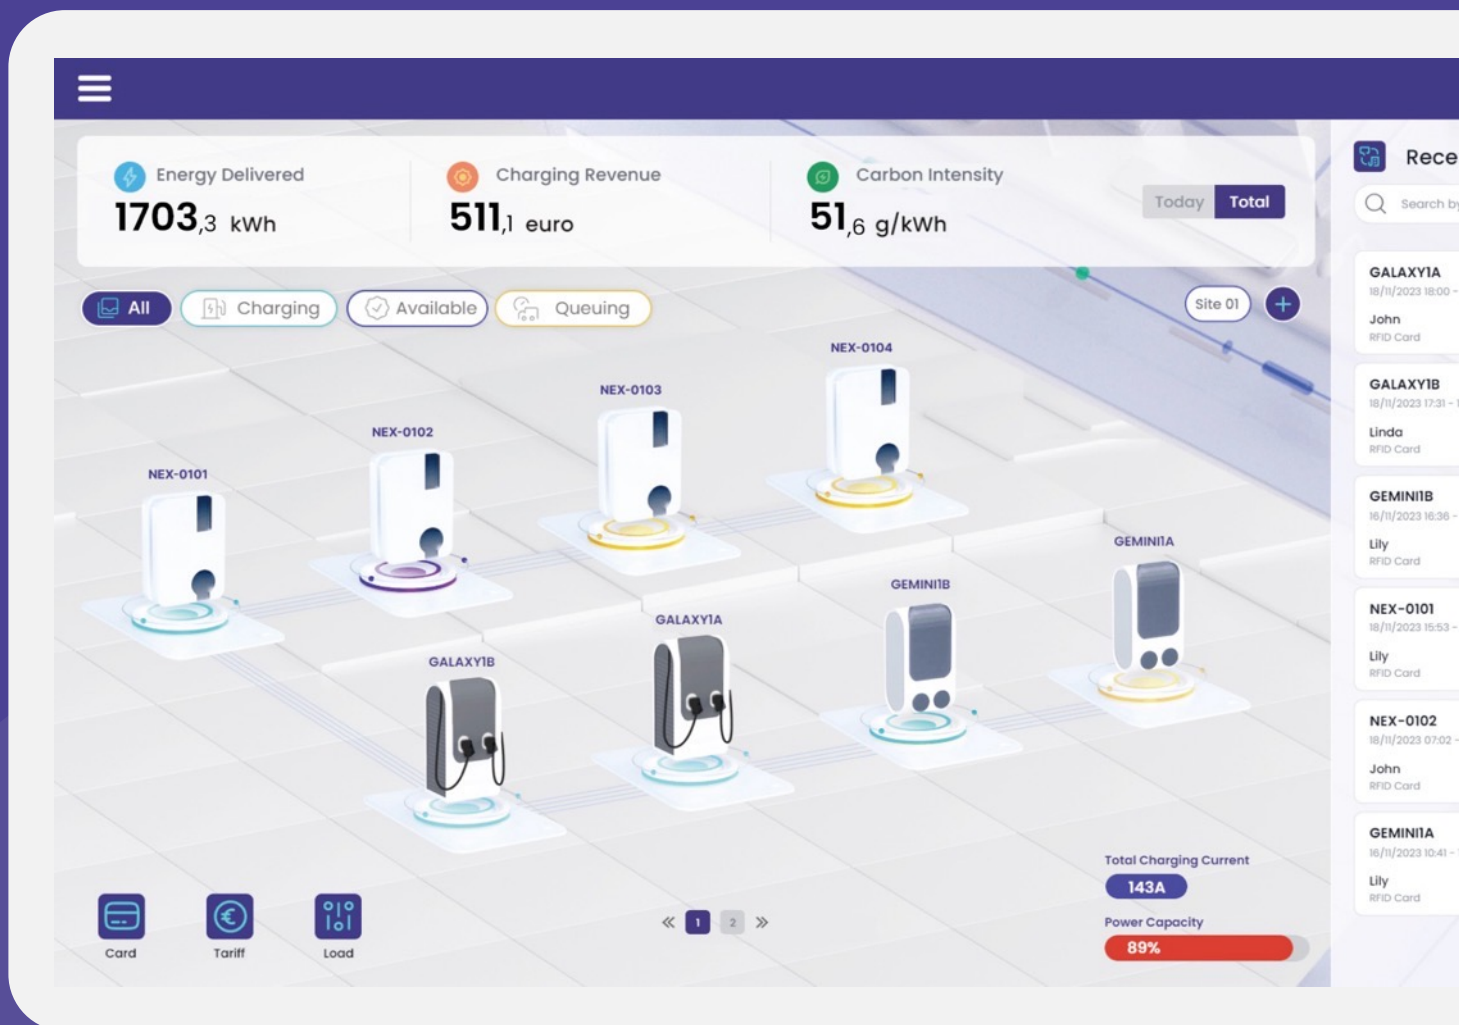 Energy Delivered
1703,3 kWh
Charging Revenue
511,1 euro
Carbon Intensity
51,6 g/kWh
Today Total
All
Charging
Available
Queuing
Site 01
NEX-0101
NEX-0102
NEX-0103
NEX-0104
GALAXY1B
GALAXY1A
GEMINI1B
GEMINI1A
Card
Tariff
Load
« 1 2 »
Total Charging Current
143A
Power Capacity
89%
Rece
Search by
GALAXY1A
18/11/2023 18:00 -
John
RFID Card
GALAXY1B
18/11/2023 17:31 - 1
Linda
RFID Card
GEMINI1B
16/11/2023 16:36 -
Lily
RFID Card
NEX-0101
18/11/2023 15:53 -
Lily
RFID Card
NEX-0102
18/11/2023 07:02 -
John
RFID Card
GEMINI1A
16/11/2023 10:41 - 1
Lily
RFID Card